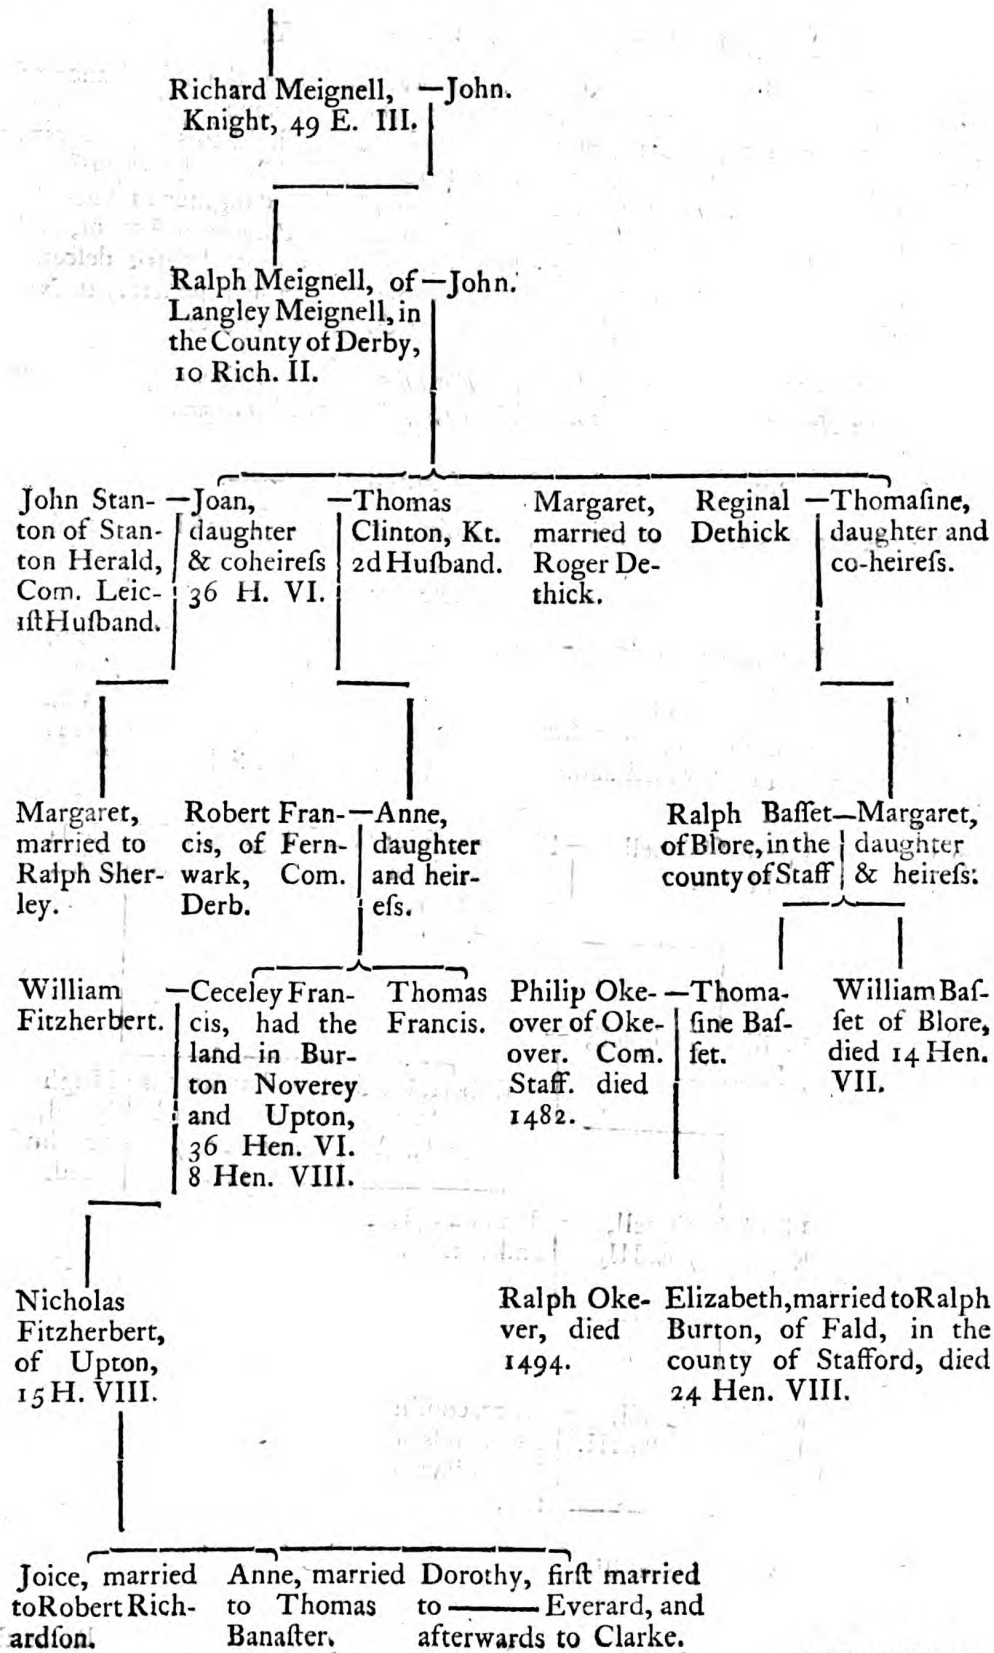 Richard Meignell, —John.
Knight, 49 E. III.
Ralph Meignell, of —John.
Langley Meignell, in
the County of Derby,
10 Rich. II.
John Stan-
ton of Stan-
ton Herald,
Com. Leic-
1ſt Huſband.
—Joan,
daughter
& coheireſs
36 H. VI.
—Thomas
Clinton, Kt.
2d Huſband.
Margaret,
married to
Roger De-
thick.
Reginal
Dethick
—Thomaſine,
daughter and
co-heireſs.
Margaret,
married to
Ralph Sher-
ley.
Robert Fran-
cis, of Fern-
wark, Com.
Derb.
—Anne,
daughter
and heir-
eſs.
Ralph Baſſet
of Blore, in the
county of Staff
—Margaret,
daughter
& heireſs:
William
Fitzherbert.
—Ceceley Fran-
cis, had the
land in Bur-
ton Noverey
and Upton,
36 Hen. VI.
8 Hen. VIII.
Thomas
Francis.
Philip Oke-
over of Oke-
over. Com.
Staff. died
1482.
—Thoma-
ſine Baſ-
ſet.
William Baſ-
ſet of Blore,
died 14 Hen.
VII.
Nicholas
Fitzherbert,
of Upton,
15 H. VIII.
Ralph Oke-
ver, died
1494.
Elizabeth, married to Ralph
Burton, of Fald, in the
county of Stafford, died
24 Hen. VIII.
Joice, married
to Robert Rich-
ardſon.
Anne, married
to Thomas
Banaſter.
Dorothy, firſt married
to ——— Everard, and
afterwards to Clarke.